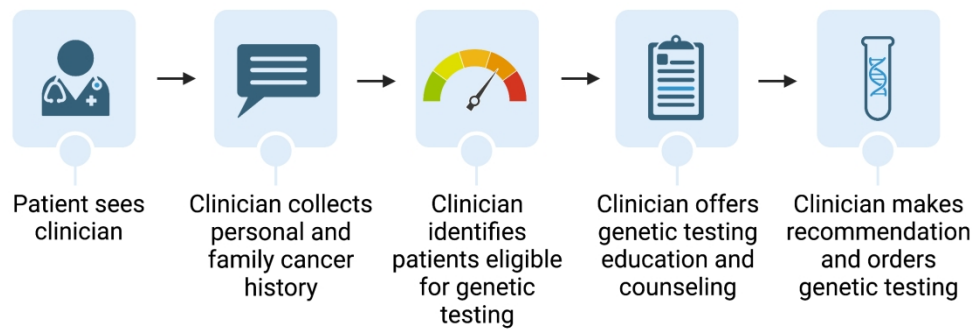 Patient sees
clinician
Clinician collects
personal and
family cancer
history
Clinician
identifies
patients eligible
for genetic
testing
Clinician offers
genetic testing
education and
counseling
Clinician makes
recommendation
and orders
genetic testing